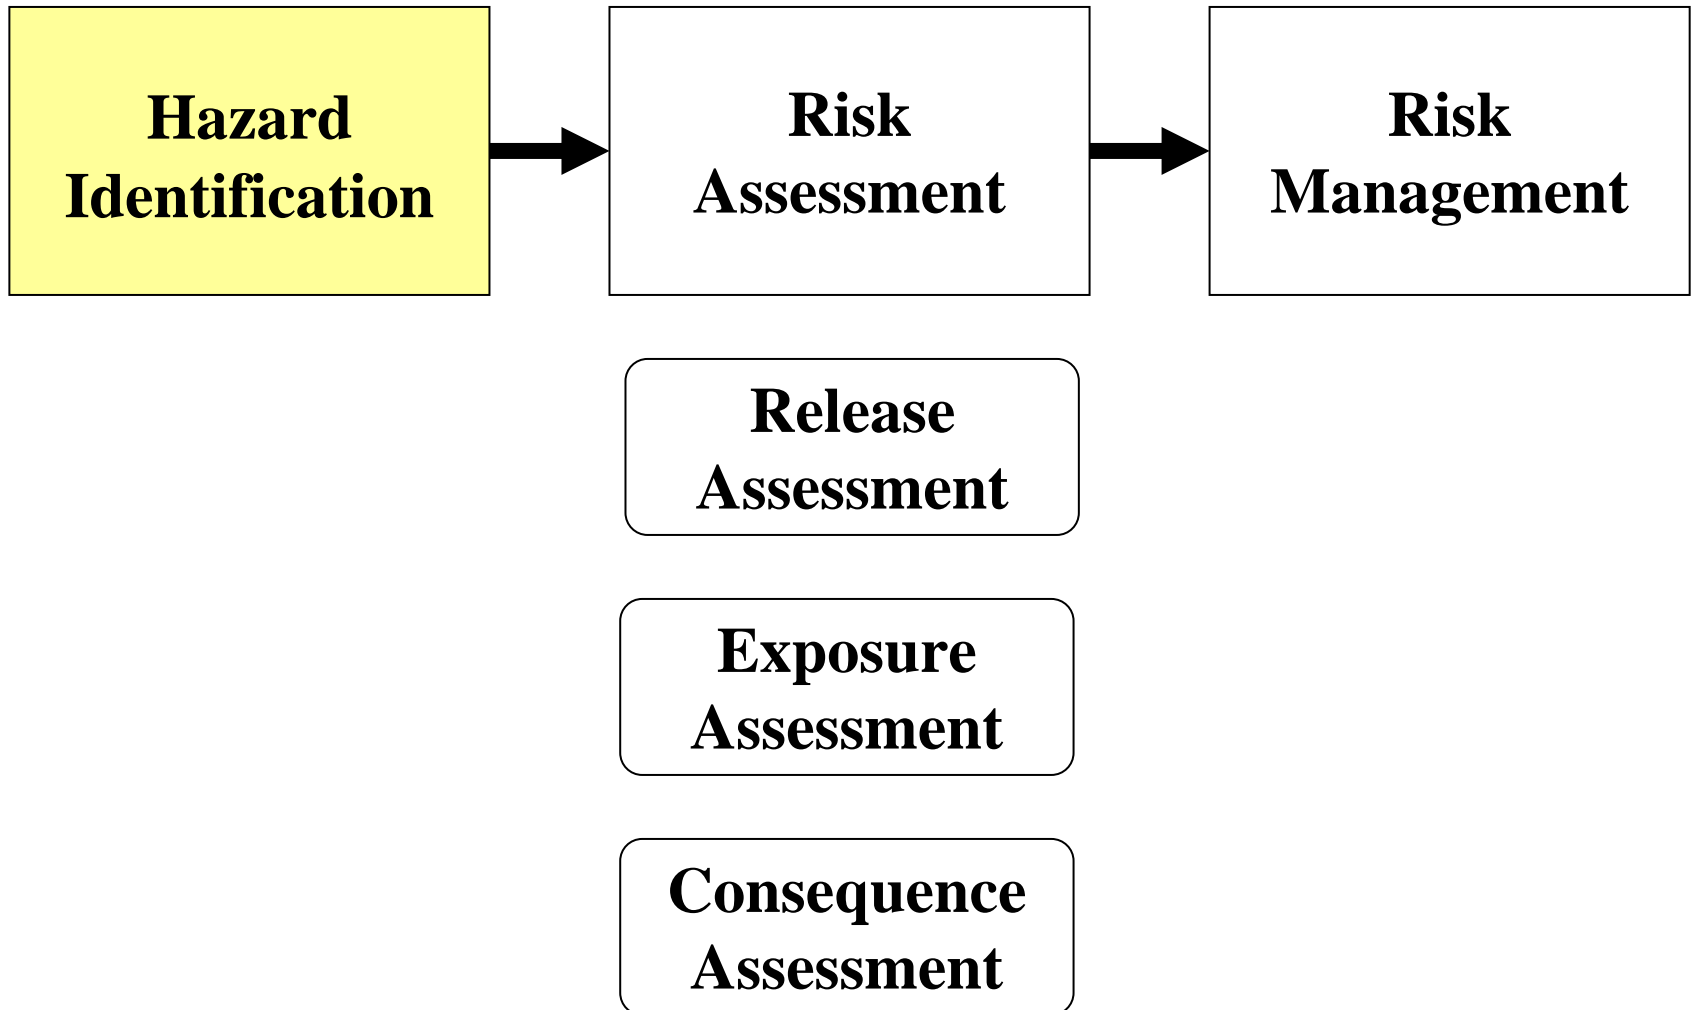 Hazard
Identification
Risk
Assessment
Risk
Management
Release
Assessment
Exposure
Assessment
Consequence
Assessment